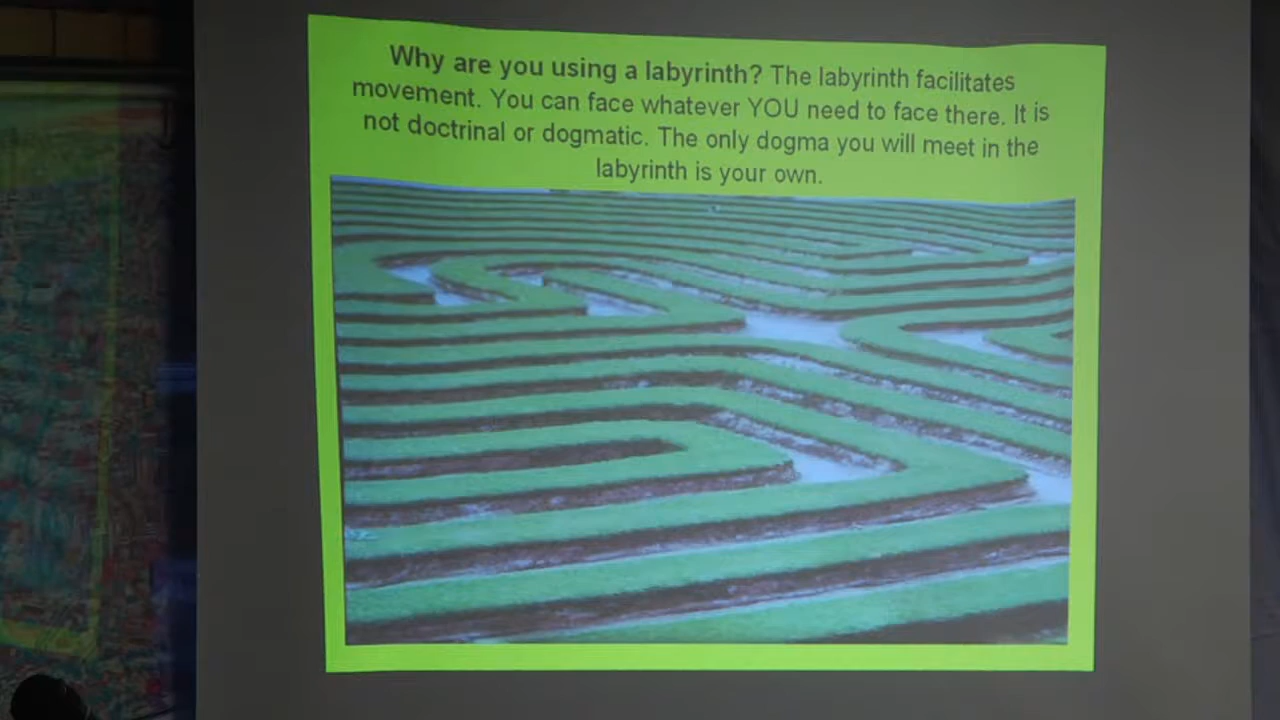 Why are you using a labyrinth? The labyrinth facilitates
movement. You can face whatever YOU need to face there. It is
not doctrinal or dogmatic. The only dogma you will meet in the
labyrinth is your own.